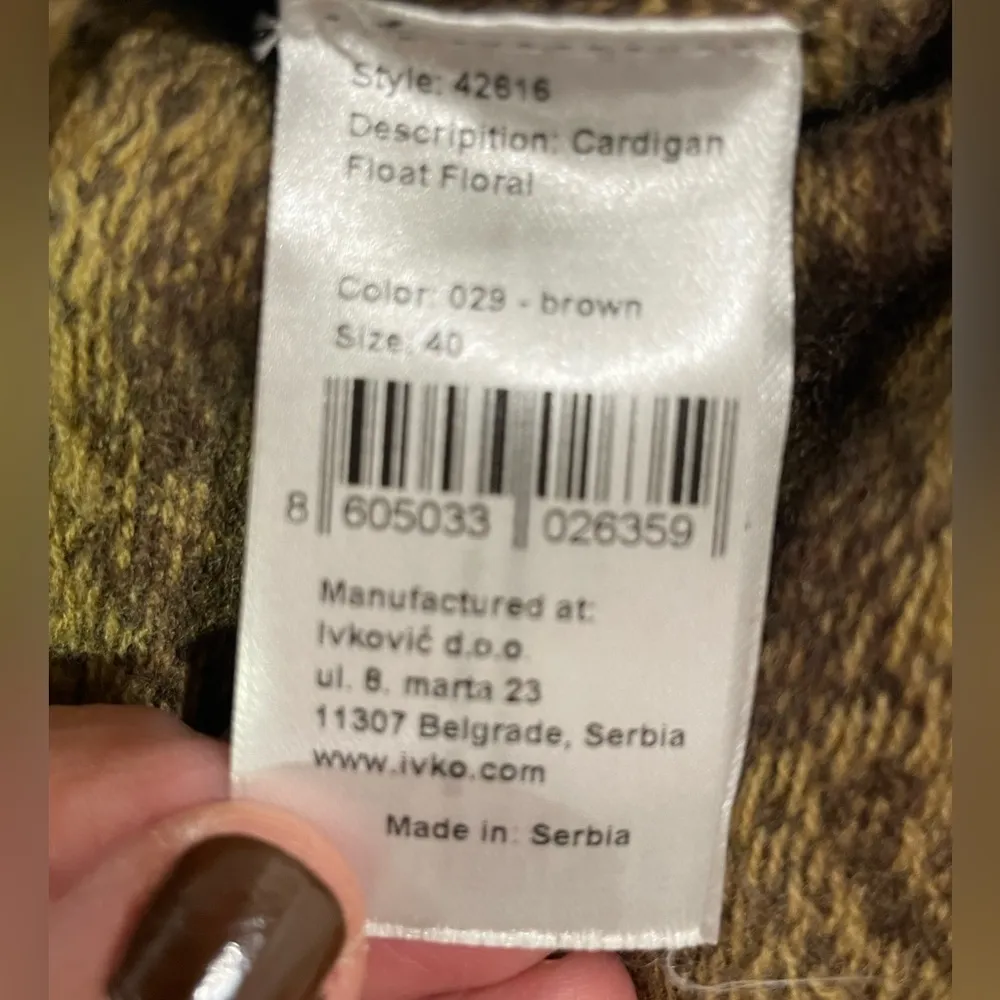 Style: 42616
Descripition: Cardigan
Float Floral
Color: 029 - brown
Size: 40
8 605033 026359
Manufactured at:
Ivković d.o.o.
ul. 8. marta 23
11307 Belgrade, Serbia
www.ivko.com
Made in: Serbia